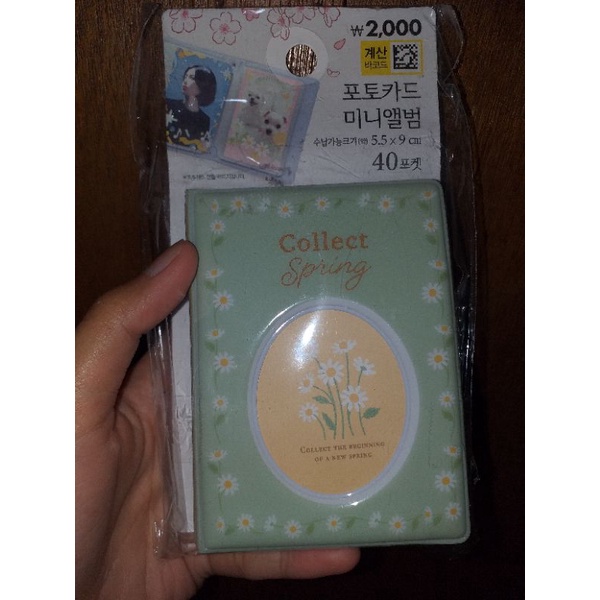 ₩2,000
계산
바코드
포토카드
미니앨범
수납가능크기(약) 5.5 x 9 cm
40포켓
Collect
Spring
COLLECT THE BEGINNING
OF A NEW SPRING